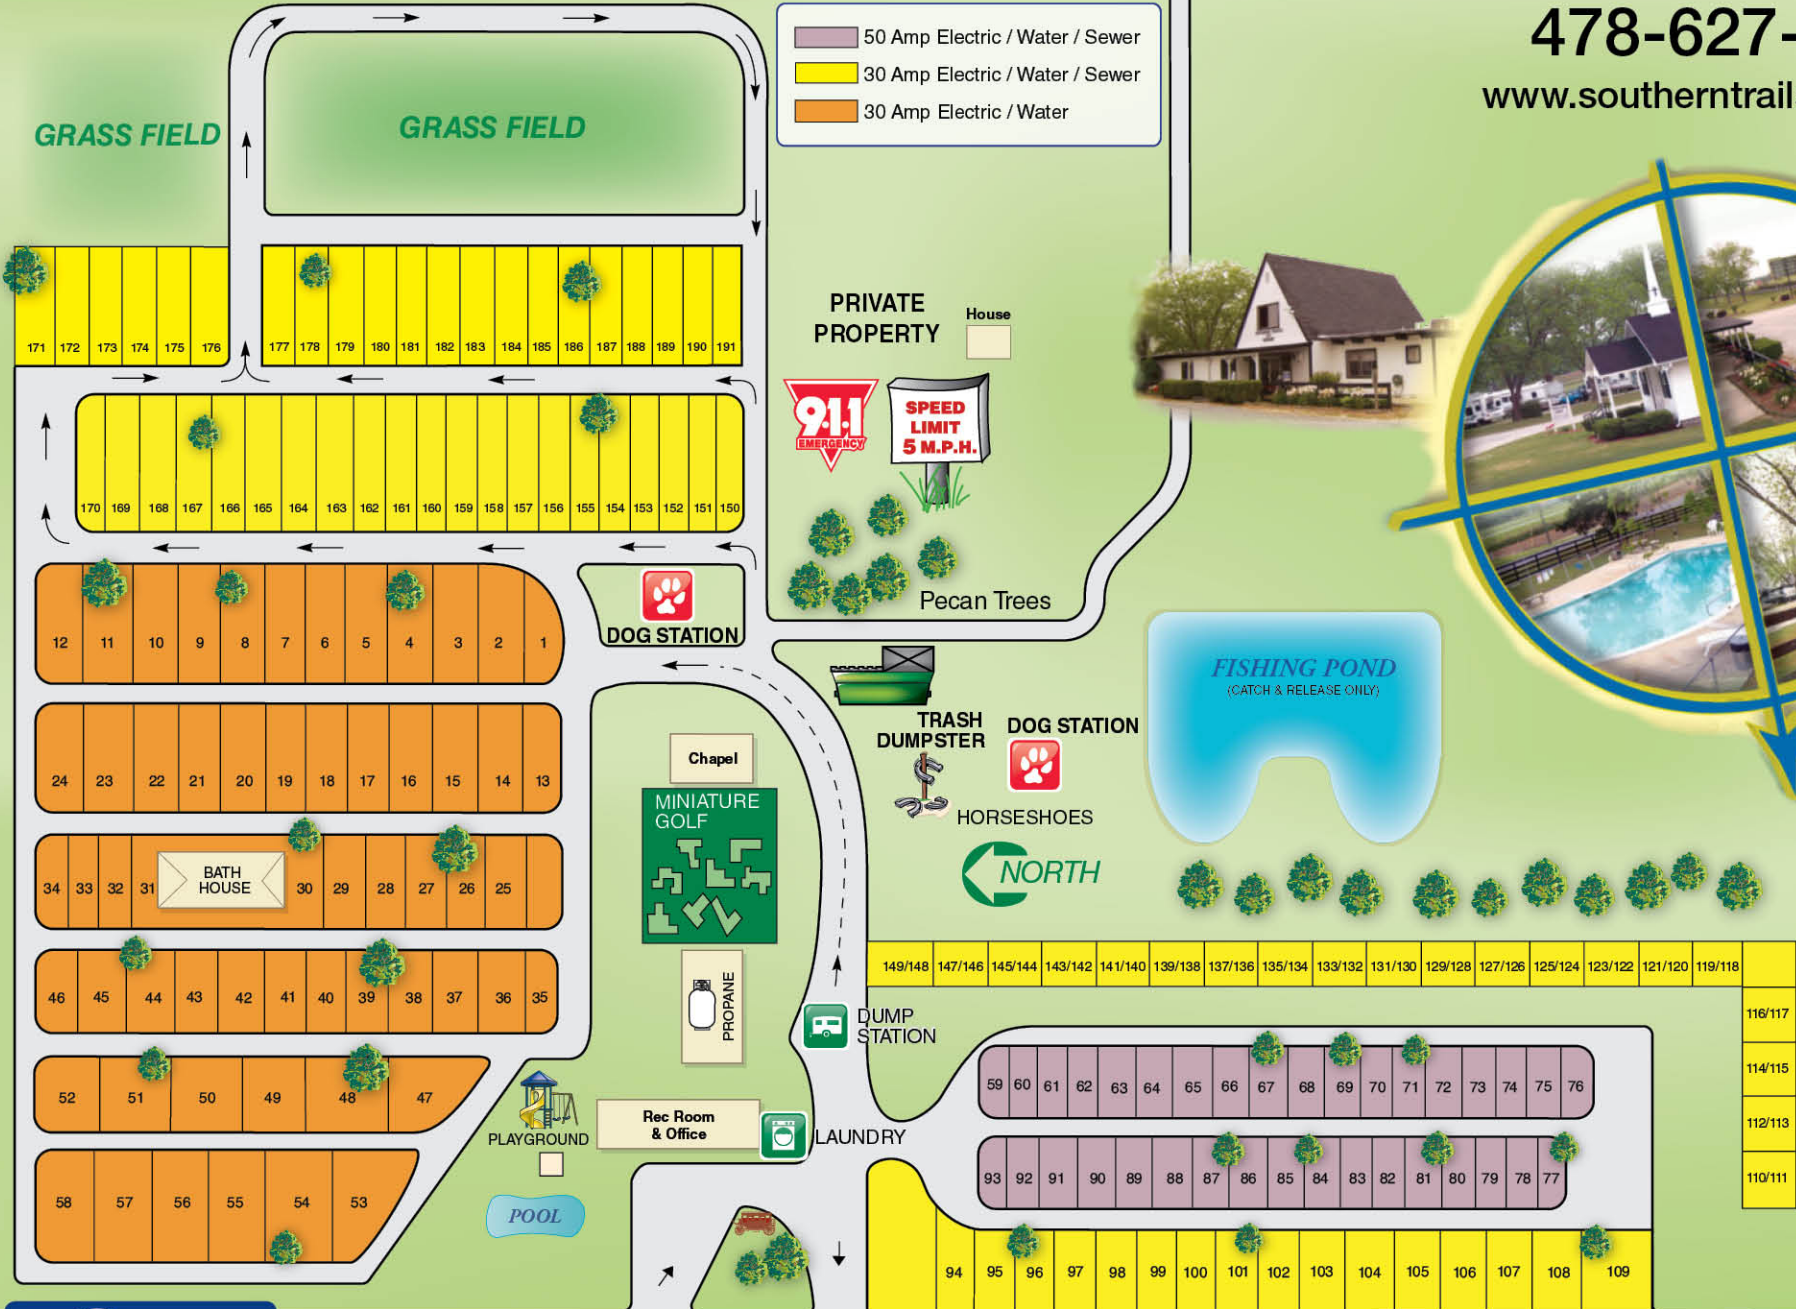 50 Amp Electric / Water / Sewer
30 Amp Electric / Water / Sewer
30 Amp Electric / Water
478-627-
www.southerntrail
GRASS FIELD
GRASS FIELD
171 172 173 174 175 176
177 178 179 180 181 182 183 184 185 186 187 188 189 190 191
PRIVATE
PROPERTY
House
911
EMERGENCY
SPEED
LIMIT
5 M.P.H.
170 169 168 167 166 165 164 163 162 161 160 159 158 157 156 155 154 153 152 151 150
Pecan Trees
DOG STATION
12 11 10 9 8 7 6 5 4 3 2 1
FISHING POND
(CATCH & RELEASE ONLY)
TRASH
DUMPSTER
DOG STATION
HORSESHOES
NORTH
24 23 22 21 20 19 18 17 16 15 14 13
Chapel
MINIATURE
GOLF
34 33 32 31
BATH
HOUSE
30 29 28 27 26 25
46 45 44 43 42 41 40 39 38 37 36 35
PROPANE
149/148 147/146 145/144 143/142 141/140 139/138 137/136 135/134 133/132 131/130 129/128 127/126 125/124 123/122 121/120 119/118
116/117
114/115
112/113
110/111
DUMP
STATION
52 51 50 49 48 47
59 60 61 62 63 64 65 66 67 68 69 70 71 72 73 74 75 76
PLAYGROUND
Rec Room
& Office
LAUNDRY
58 57 56 55 54 53
POOL
93 92 91 90 89 88 87 86 85 84 83 82 81 80 79 78 77
94 95 96 97 98 99 100 101 102 103 104 105 106 107 108 109